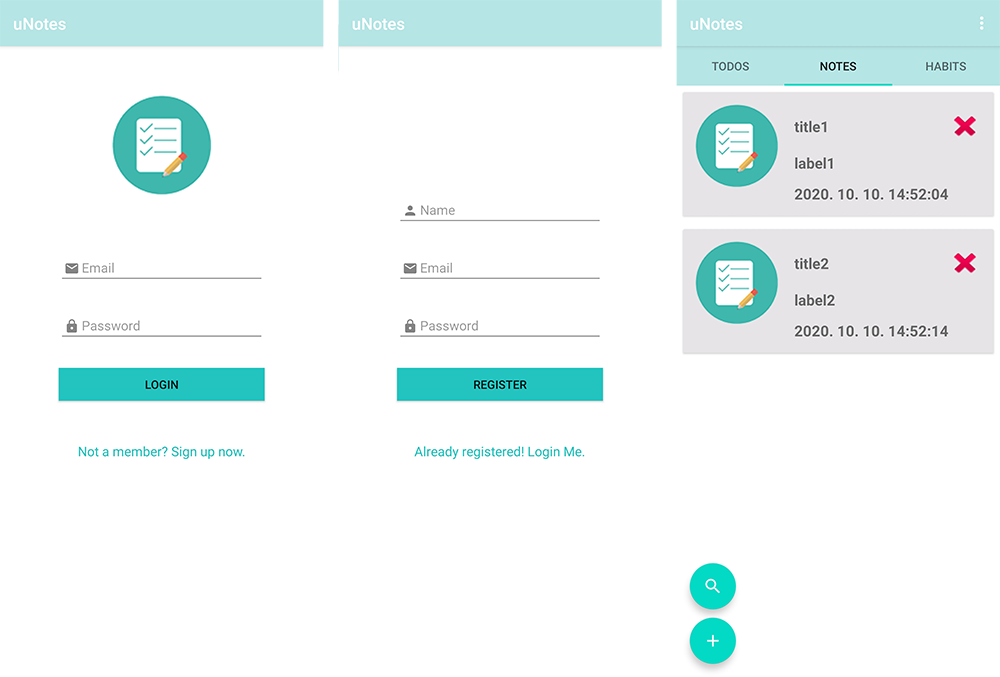 uNotes
Email
Password
LOGIN
Not a member? Sign up now.
uNotes
Name
Email
Password
REGISTER
Already registered! Login Me.
uNotes
TODOS NOTES HABITS
title1
label1
2020. 10. 10. 14:52:04
title2
label2
2020. 10. 10. 14:52:14